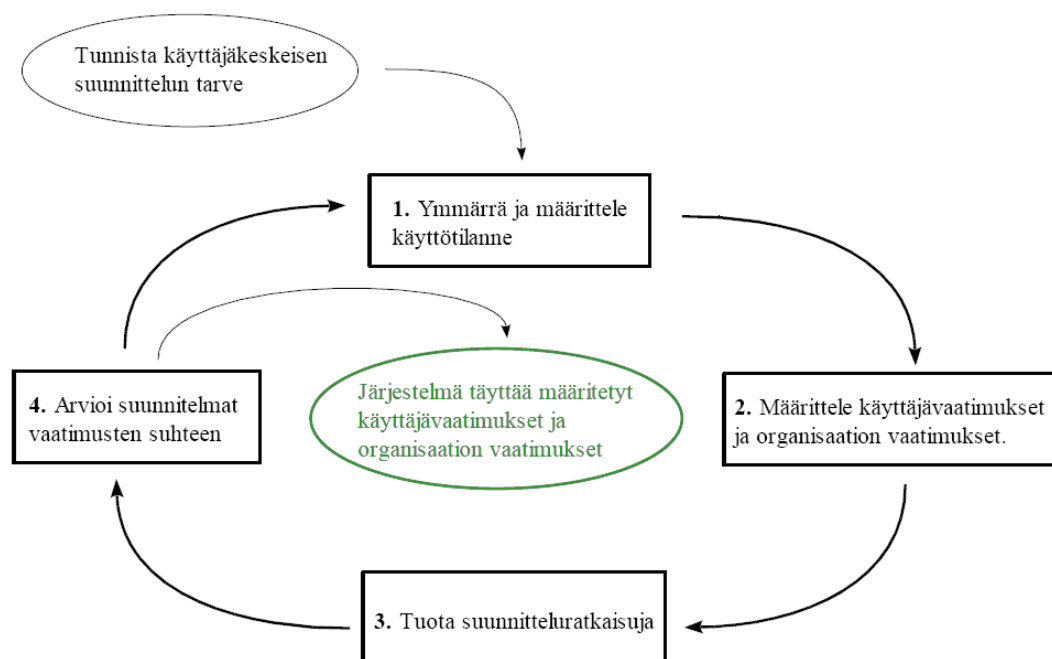 Tunnista käyttäjäkeskeisen
suunnittelun tarve
1. Ymmärrä ja määrittele
käyttötilanne
Järjestelmä täyttää määritetyt
käyttäjävaatimukset ja
organisaation vaatimukset
4. Arvioi suunnitelmat
vaatimusten suhteen
2. Määrittele käyttäjävaatimukset
ja organisaation vaatimukset.
3. Tuota suunnitteluratkaisuja